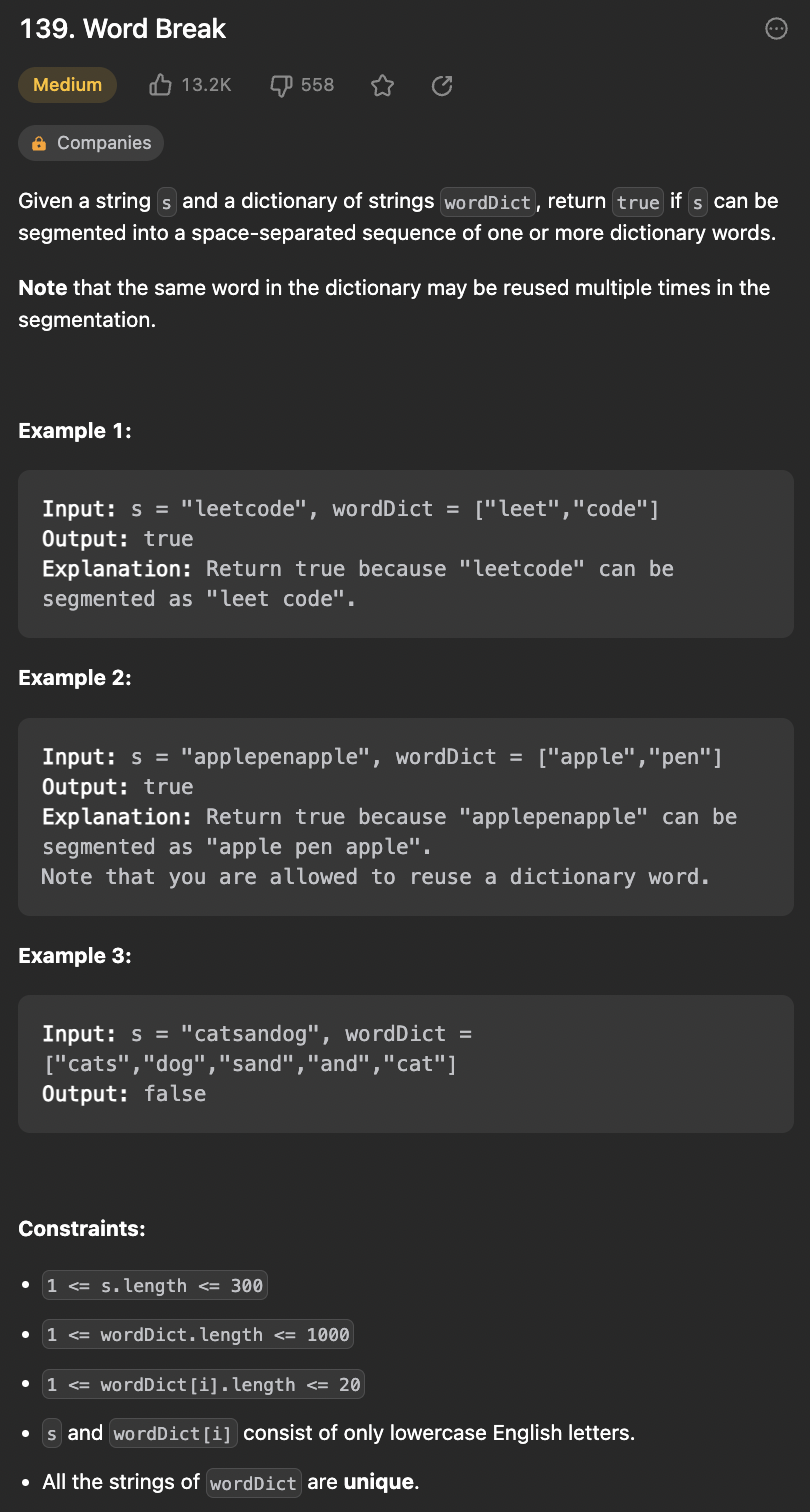 139. Word Break
Medium 13.2K 558
Companies
Given a string s and a dictionary of strings wordDict, return true if s can be
segmented into a space-separated sequence of one or more dictionary words.
Note that the same word in the dictionary may be reused multiple times in the
segmentation.
Example 1:
Input: s = "leetcode", wordDict = ["leet","code"]
Output: true
Explanation: Return true because "leetcode" can be
segmented as "leet code".
Example 2:
Input: s = "applepenapple", wordDict = ["apple","pen"]
Output: true
Explanation: Return true because "applepenapple" can be
segmented as "apple pen apple".
Note that you are allowed to reuse a dictionary word.
Example 3:
Input: s = "catsandog", wordDict =
["cats","dog","sand","and","cat"]
Output: false
Constraints:
• 1 <= s.length <= 300
• 1 <= wordDict.length <= 1000
• 1 <= wordDict[i].length <= 20
• s and wordDict[i] consist of only lowercase English letters.
• All the strings of wordDict are unique.